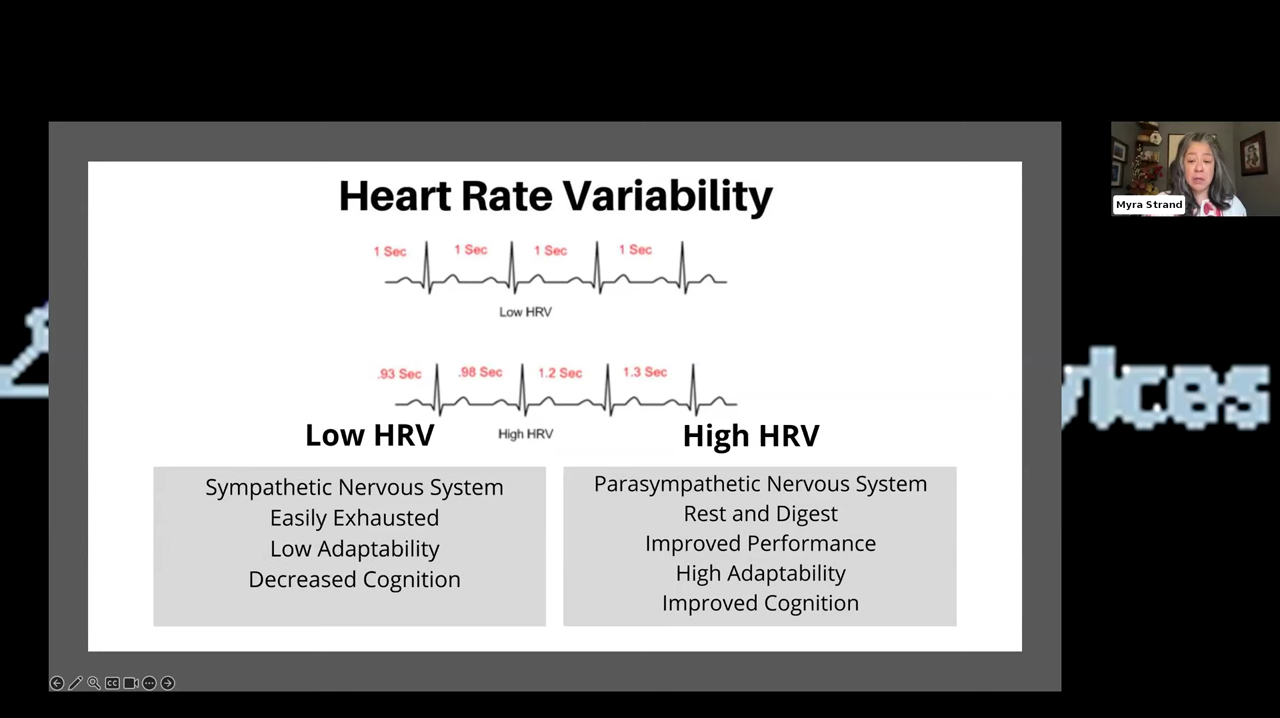 Heart Rate Variability
1 Sec 1 Sec 1 Sec 1 Sec
Low HRV
.93 Sec .98 Sec 1.2 Sec 1.3 Sec
High HRV
Low HRV
Sympathetic Nervous System
Easily Exhausted
Low Adaptability
Decreased Cognition
High HRV
Parasympathetic Nervous System
Rest and Digest
Improved Performance
High Adaptability
Improved Cognition
Myra Strand
CC